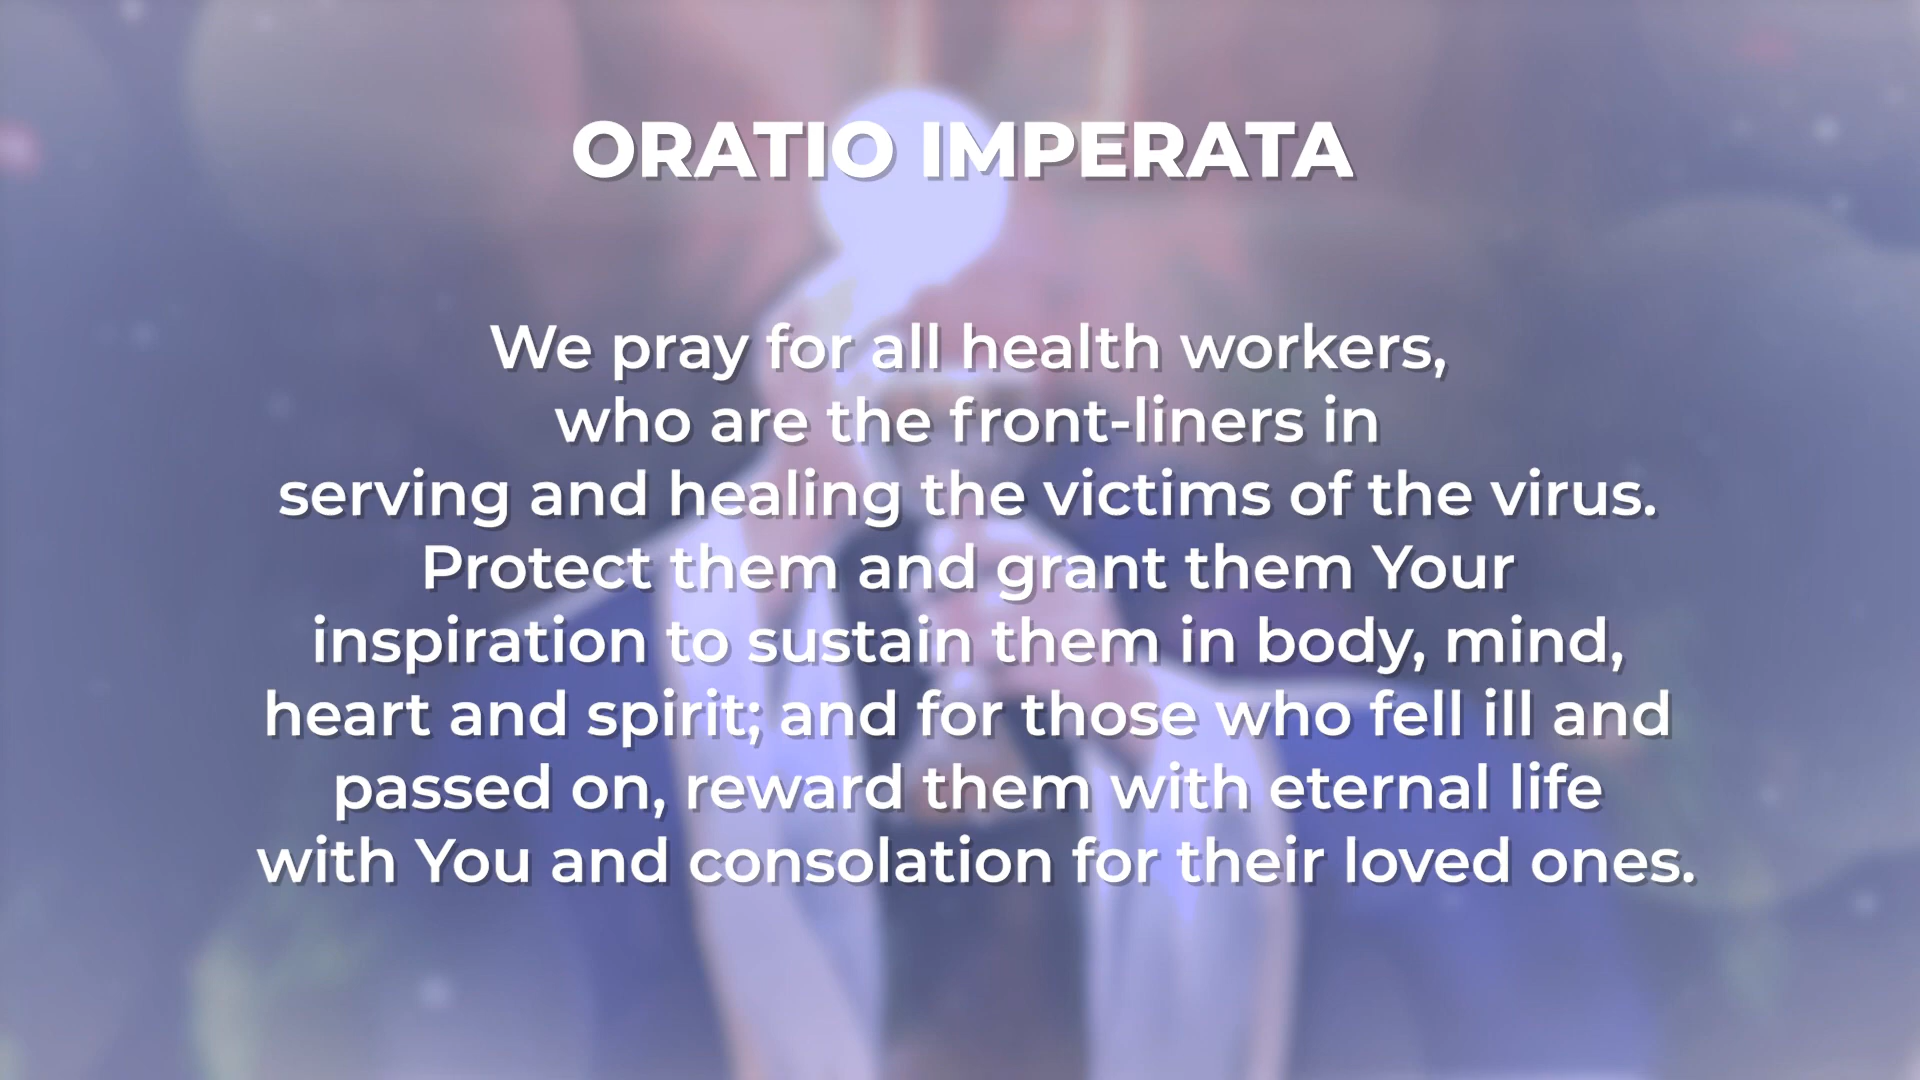 ORATIO IMPERATA
We pray for all health workers,
who are the front-liners in
serving and healing the victims of the virus.
Protect them and grant them Your
inspiration to sustain them in body, mind,
heart and spirit; and for those who fell ill and
passed on, reward them with eternal life
with You and consolation for their loved ones.